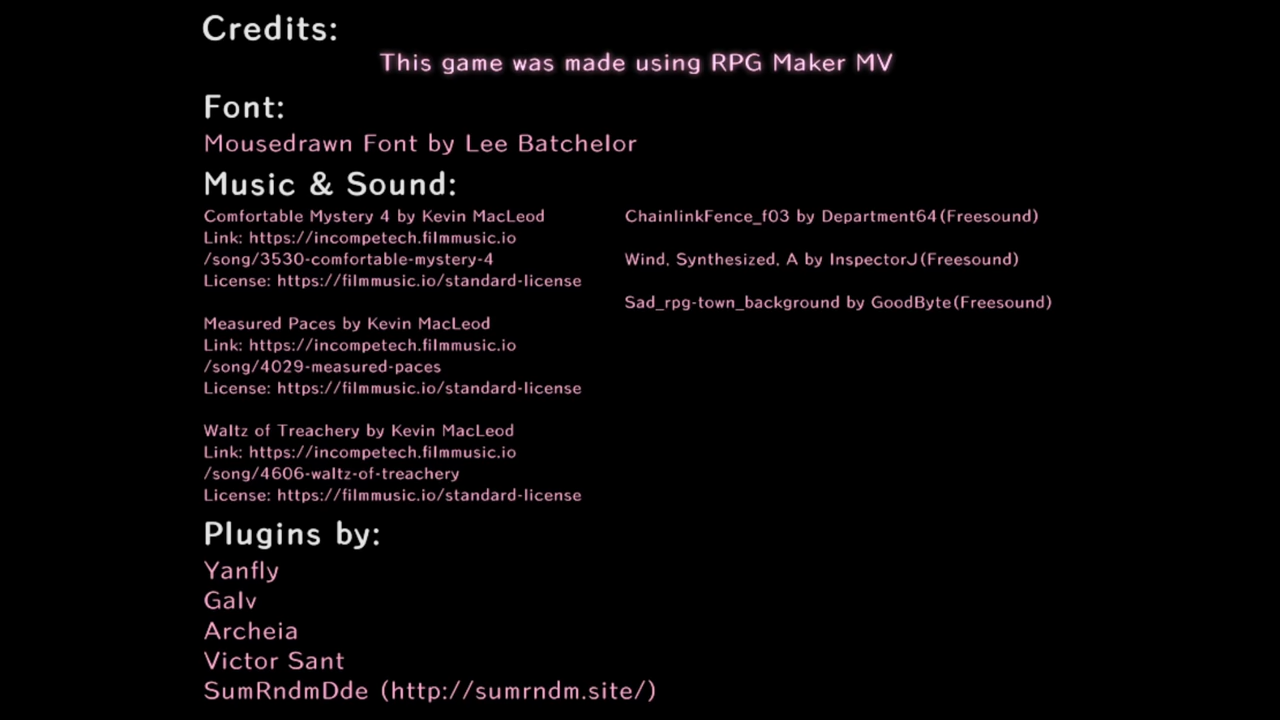 Credits:
This game was made using RPG Maker MV
Font:
Mousedrawn Font by Lee Batchelor
Music & Sound:
Comfortable Mystery 4 by Kevin MacLeod
Link: https://incompetech.filmmusic.io
/song/3530-comfortable-mystery-4
License: https://filmmusic.io/standard-license
Measured Paces by Kevin MacLeod
Link: https://incompetech.filmmusic.io
/song/4029-measured-paces
License: https://filmmusic.io/standard-license
Waltz of Treachery by Kevin MacLeod
Link: https://incompetech.filmmusic.io
/song/4606-waltz-of-treachery
License: https://filmmusic.io/standard-license
ChainlinkFence_f03 by Department64(Freesound)
Wind, Synthesized, A by InspectorJ(Freesound)
Sad_rpg-town_background by GoodByte(Freesound)
Plugins by:
Yanfly
Galv
Archeia
Victor Sant
SumRndmDde (http://sumrndm.site/)